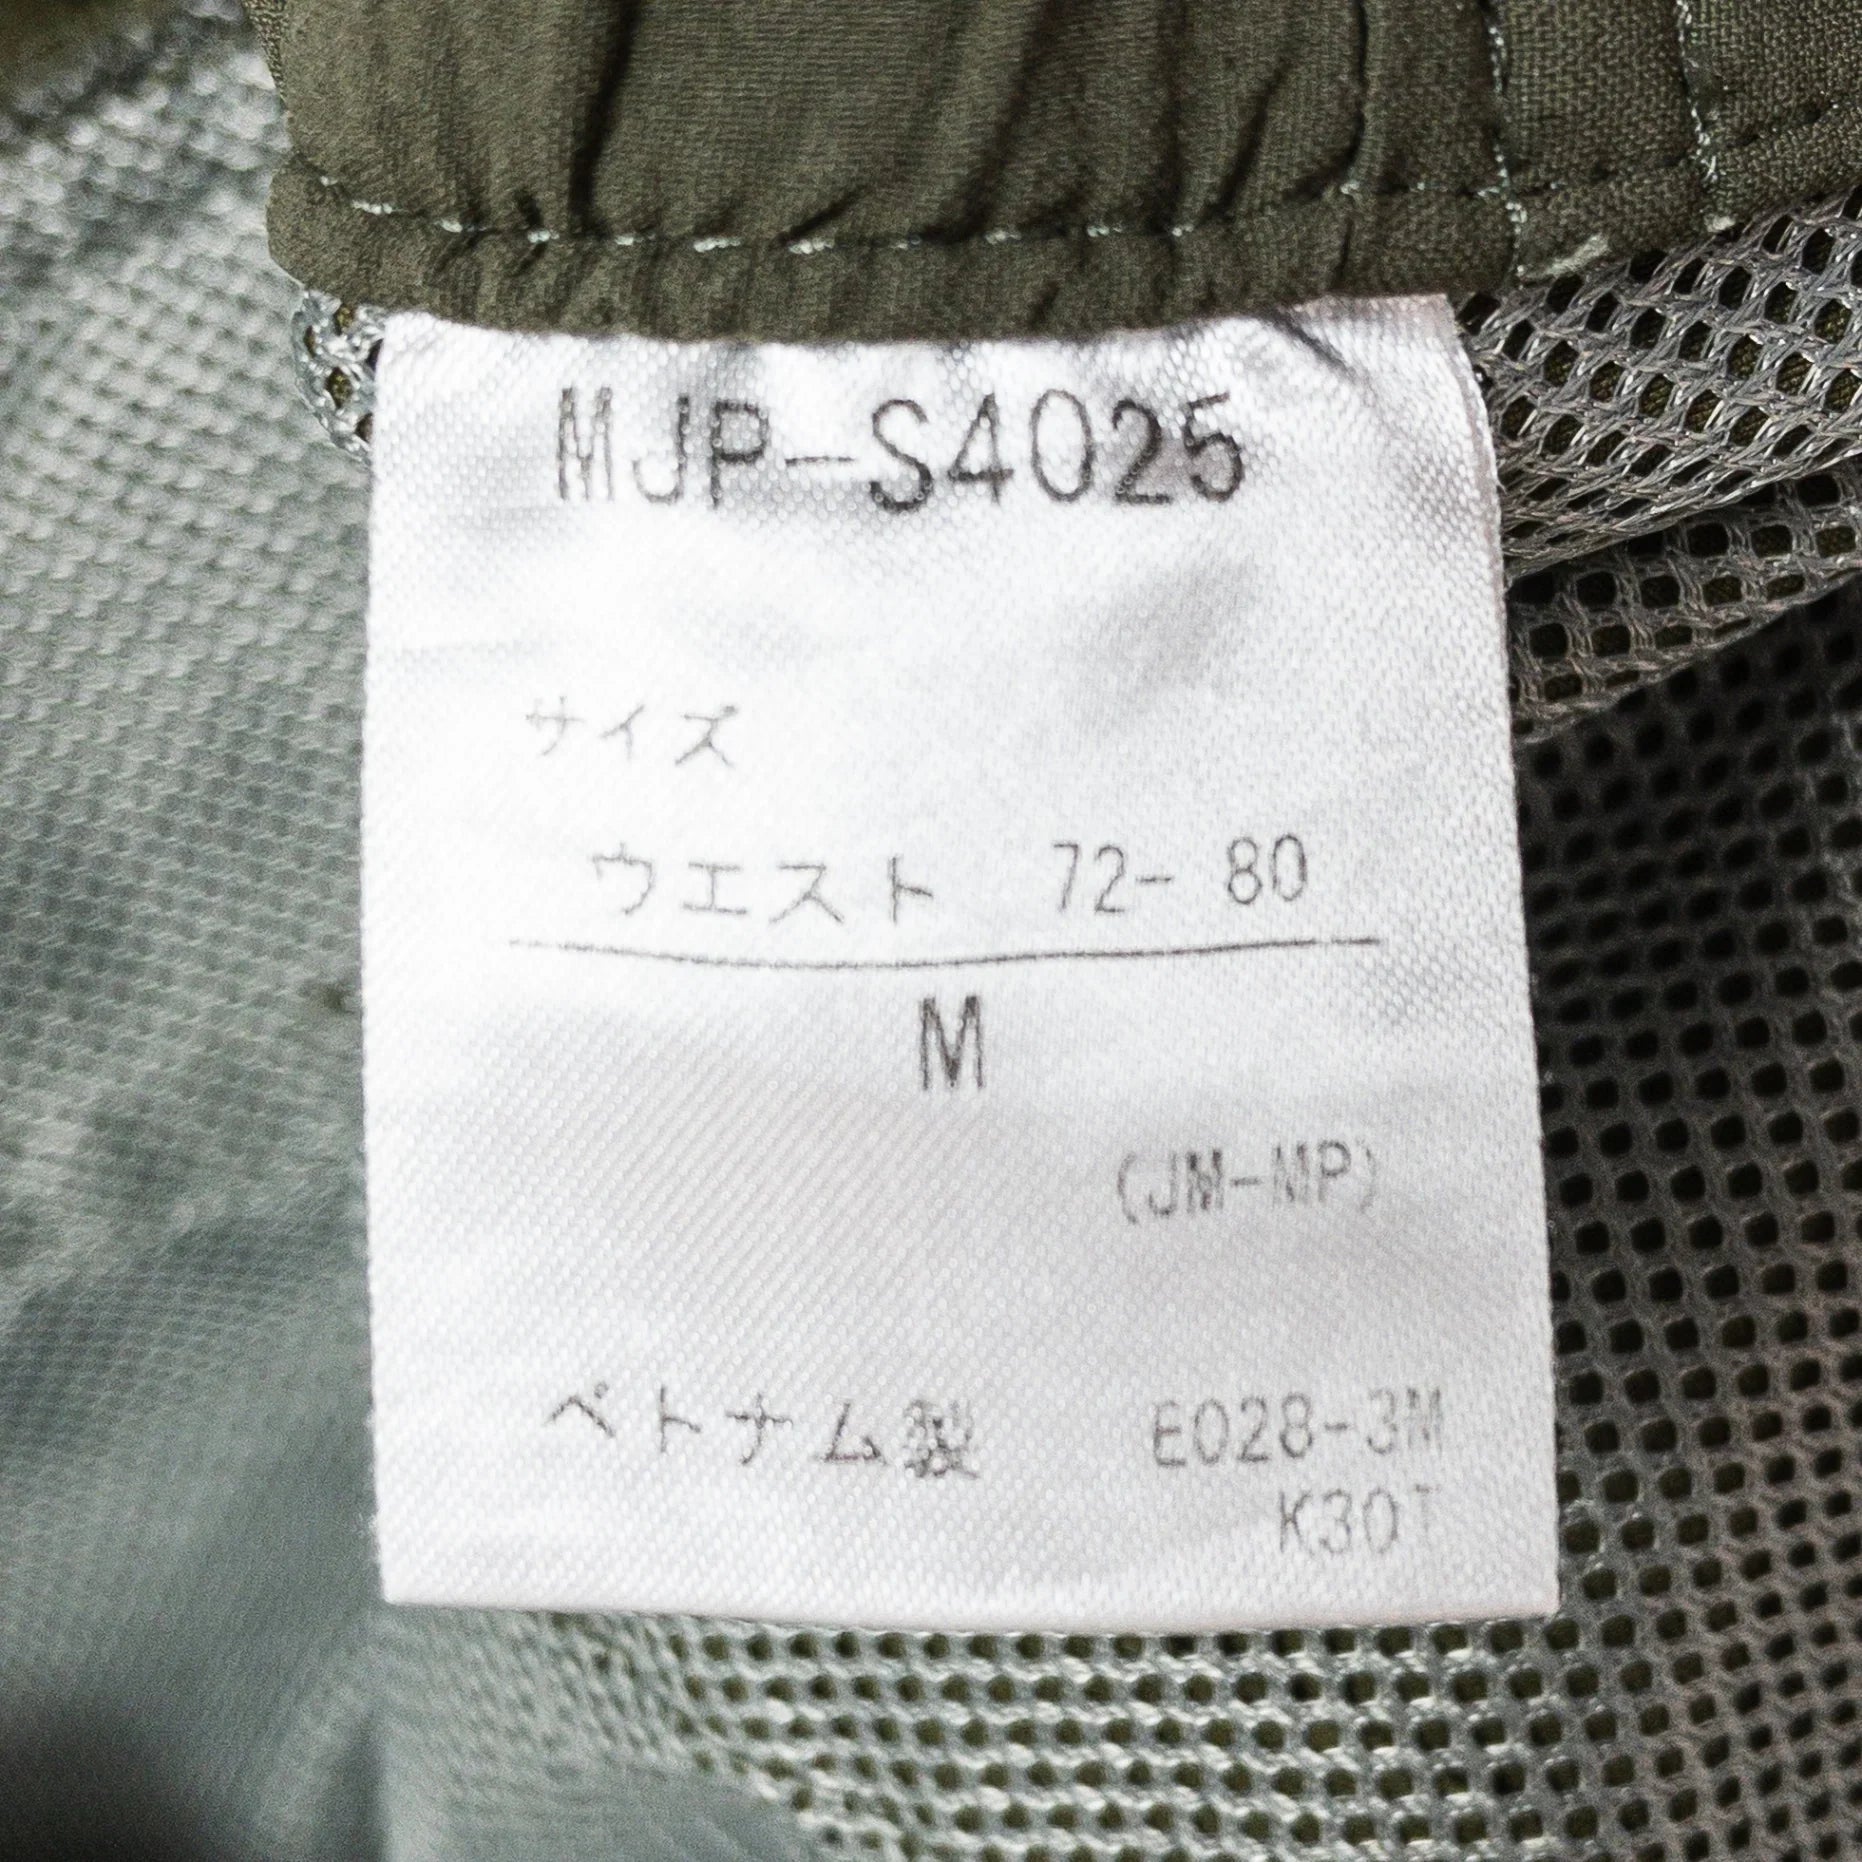 MJP-S4025
サイズ
ウエスト 72- 80
M
(JM-MP)
ベトナム製 E028-3M
K30T